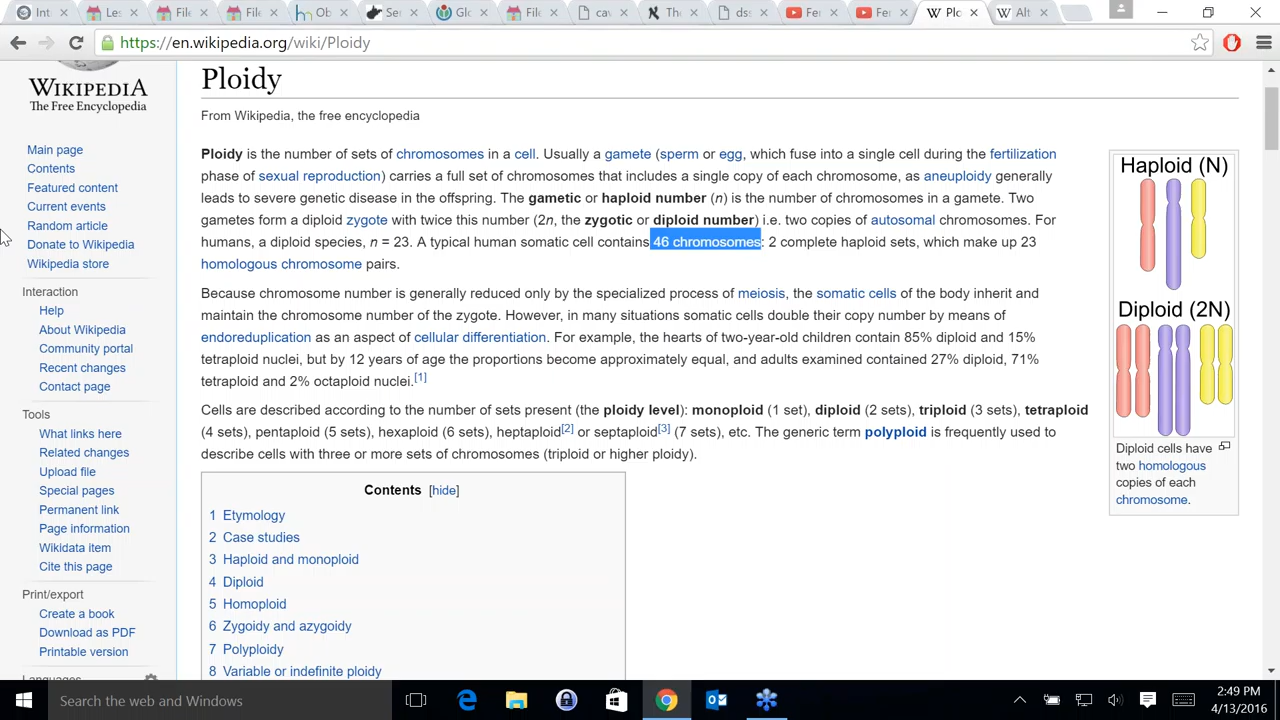 Int
Les
File
File
Ob
Se
Glo
File
cav
The
dss
Fer
Fer
Plo
Alt
https://en.wikipedia.org/wiki/Ploidy
WIKIPEDIA
The Free Encyclopedia
Main page
Contents
Featured content
Current events
Random article
Donate to Wikipedia
Wikipedia store
Interaction
Help
About Wikipedia
Community portal
Recent changes
Contact page
Tools
What links here
Related changes
Upload file
Special pages
Permanent link
Page information
Wikidata item
Cite this page
Print/export
Create a book
Download as PDF
Printable version
Languages
Ploidy
From Wikipedia, the free encyclopedia
Ploidy is the number of sets of chromosomes in a cell. Usually a gamete (sperm or egg, which fuse into a single cell during the fertilization
phase of sexual reproduction) carries a full set of chromosomes that includes a single copy of each chromosome, as aneuploidy generally
leads to severe genetic disease in the offspring. The gametic or haploid number (n) is the number of chromosomes in a gamete. Two
gametes form a diploid zygote with twice this number (2n, the zygotic or diploid number) i.e. two copies of autosomal chromosomes. For
humans, a diploid species, n = 23. A typical human somatic cell contains 46 chromosomes: 2 complete haploid sets, which make up 23
homologous chromosome pairs.
Because chromosome number is generally reduced only by the specialized process of meiosis, the somatic cells of the body inherit and
maintain the chromosome number of the zygote. However, in many situations somatic cells double their copy number by means of
endoreduplication as an aspect of cellular differentiation. For example, the hearts of two-year-old children contain 85% diploid and 15%
tetraploid nuclei, but by 12 years of age the proportions become approximately equal, and adults examined contained 27% diploid, 71%
tetraploid and 2% octaploid nuclei.[1]
Cells are described according to the number of sets present (the ploidy level): monoploid (1 set), diploid (2 sets), triploid (3 sets), tetraploid
(4 sets), pentaploid (5 sets), hexaploid (6 sets), heptaploid[2] or septaploid[3] (7 sets), etc. The generic term polyploid is frequently used to
describe cells with three or more sets of chromosomes (triploid or higher ploidy).
Contents [hide]
1 Etymology
2 Case studies
3 Haploid and monoploid
4 Diploid
5 Homoploid
6 Zygoidy and azygoidy
7 Polyploidy
8 Variable or indefinite ploidy
Haploid (N)
Diploid (2N)
Diploid cells have
two homologous
copies of each
chromosome.
Search the web and Windows
2:49 PM
4/13/2016